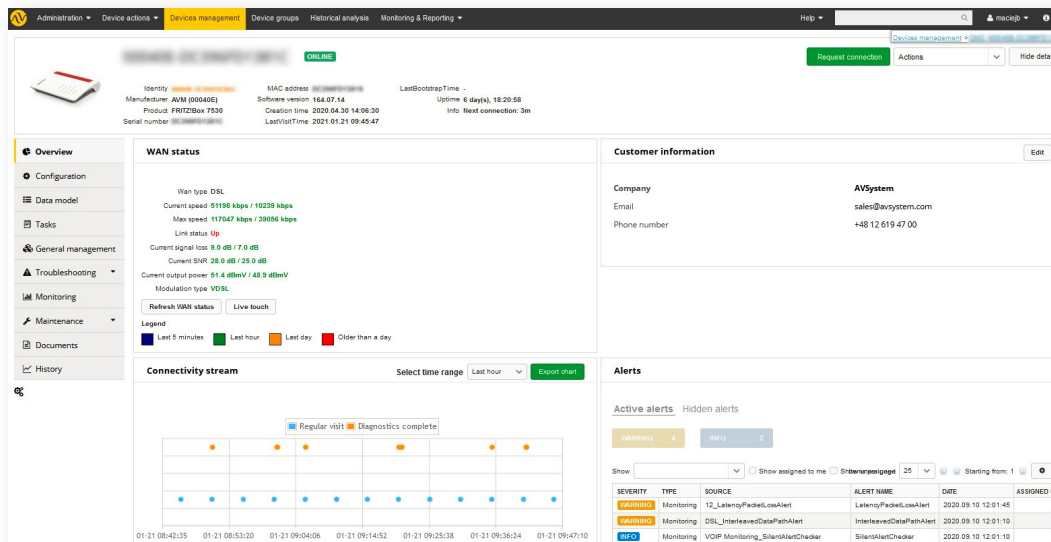 Administration Device actions Devices management Device groups Historical analysis Monitoring & Reporting Help maciejb
Devices management >
ONLINE
Request connection Actions Hide deta
Identity
MAC address
LastBootstrapTime -
Manufacturer AVM (00040E)
Software version 164.07.14
Uptime 6 day(s), 18:20:58
Product FRITZ!Box 7530
Creation time 2020.04.30 14:06:30
Info Next connection: 3m
Serial number
LastVisitTime 2021.01.21 09:45:47
Overview
Configuration
Data model
Tasks
General management
Troubleshooting
Monitoring
Maintenance
Documents
History
WAN status
Wan type DSL
Current speed 51198 kbps / 10239 kbps
Max speed 117047 kbps / 39056 kbps
Link status Up
Current signal loss 9.0 dB / 7.0 dB
Current SNR 28.0 dB / 25.0 dB
Current output power 51.4 dBmV / 48.9 dBmV
Modulation type VDSL
Refresh WAN status Live touch
Legend
Last 5 minutes Last hour Last day Older than a day
Customer information Edit
Company AVSystem
Email sales@avsystem.com
Phone number +48 12 619 47 00
Connectivity stream Select time range Last hour Export chart
Regular visit Diagnostics complete
01-21 08:42:35 01-21 08:53:20 01-21 09:04:06 01-21 09:14:52 01-21 09:25:38 01-21 09:36:24 01-21 09:47:10
Alerts
Active alerts Hidden alerts
WARNING 4 INFO 2
Show Show assigned to me 25 Starting from: 1
SEVERITY TYPE SOURCE ALERT NAME DATE ASSIGNED
WARNING Monitoring 12_LatencyPacketLossAlert LatencyPacketLossAlert 2020.09.10 12:01:45
WARNING Monitoring DSL_InterleavedDataPathAlert InterleavedDataPathAlert 2020.09.10 12:01:10
INFO Monitoring VOIP Monitoring_SilentAlertChecker SilentAlertChecker 2020.09.10 12:01:10